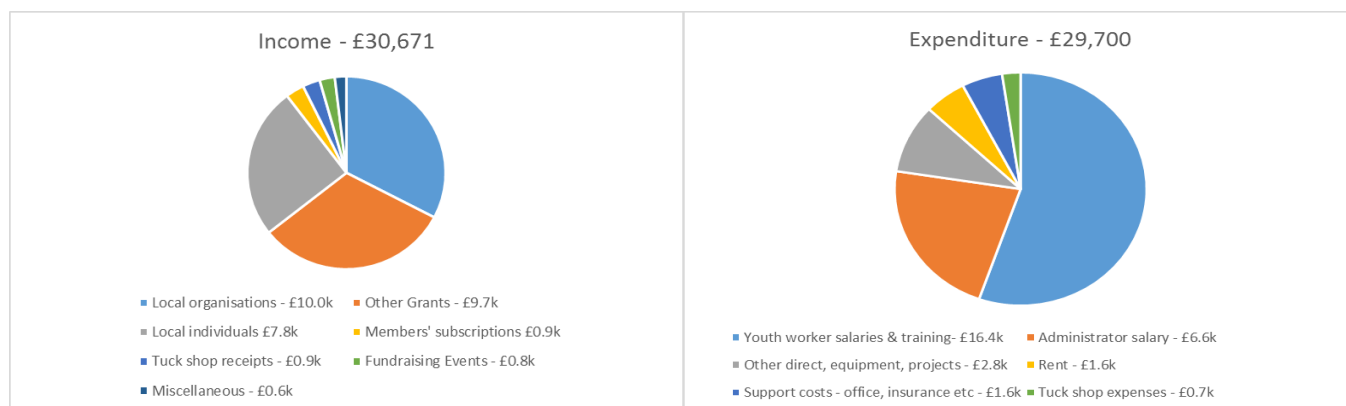 Income - £30,671
Local organisations - £10.0k Other Grants - £9.7k
Local individuals £7.8k Members' subscriptions £0.9k
Tuck shop receipts - £0.9k Fundraising Events - £0.8k
Miscellaneous - £0.6k
Expenditure - £29,700
Youth worker salaries & training- £16.4k Administrator salary - £6.6k
Other direct, equipment, projects - £2.8k Rent - £1.6k
Support costs - office, insurance etc - £1.6k Tuck shop expenses - £0.7k